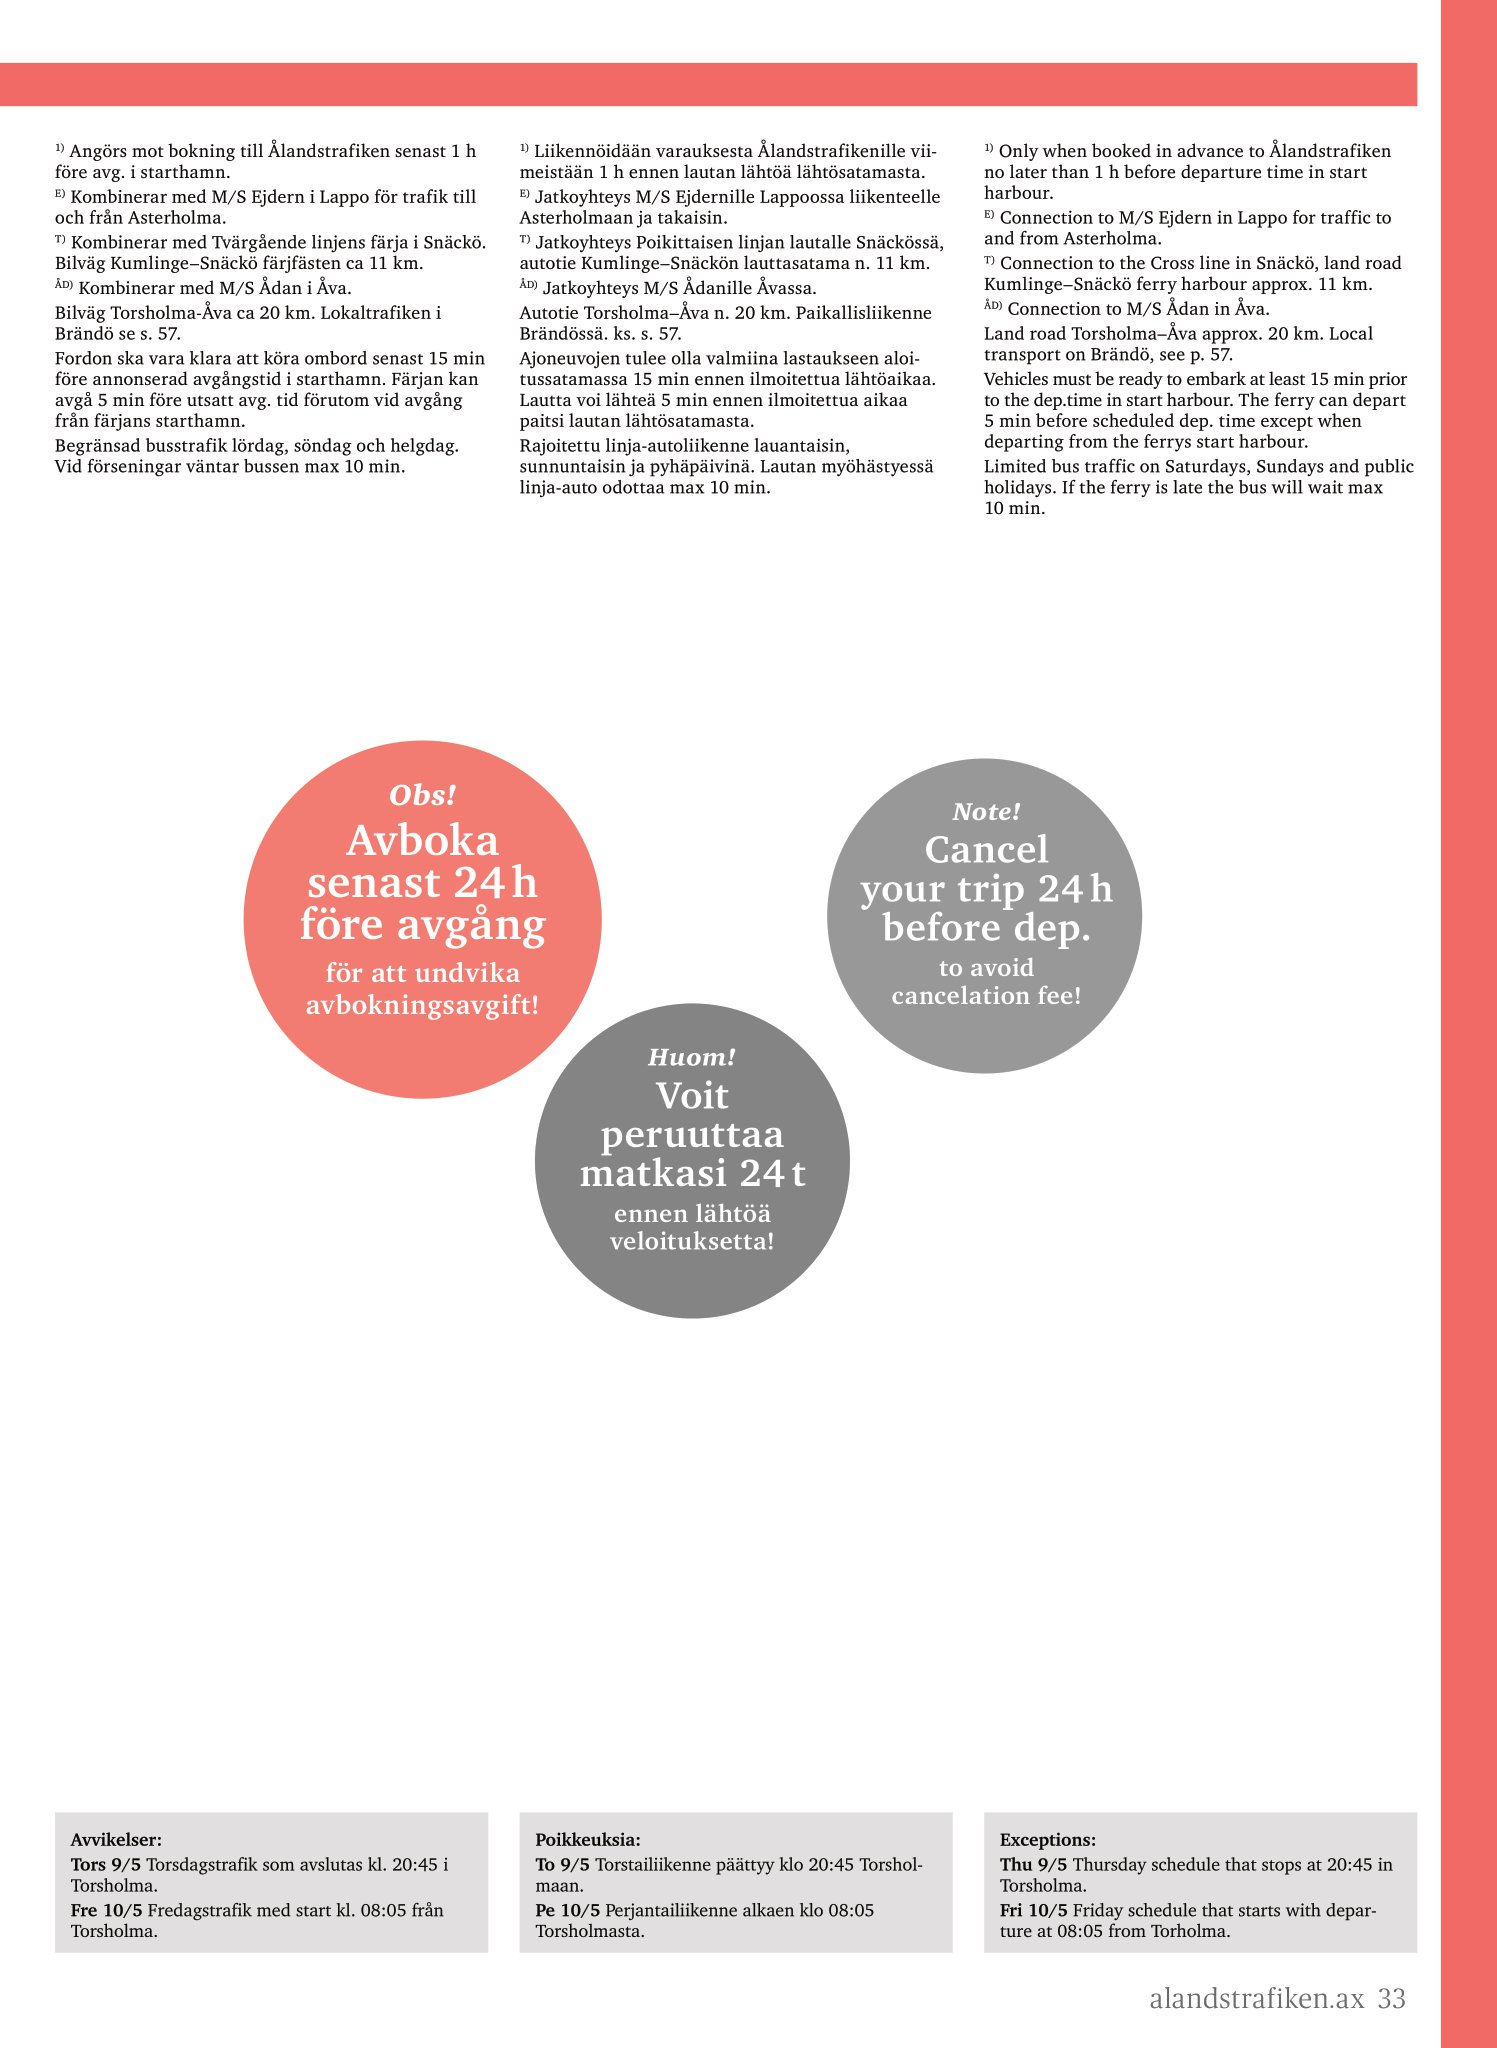 1) Angörs mot bokning till Ålandstrafiken senast 1 h
före avg. i starthamn.
E) Kombinerar med M/S Ejdern i Lappo för trafik till
och från Asterholma.
T) Kombinerar med Tvärgående linjens färja i Snäckö.
Bilväg Kumlinge–Snäckö färjfästen ca 11 km.
ÅD) Kombinerar med M/S Ådan i Åva.
Bilväg Torsholma-Åva ca 20 km. Lokaltrafiken i
Brändö se s. 57.
Fordon ska vara klara att köra ombord senast 15 min
före annonserad avgångstid i starthamn. Färjan kan
avgå 5 min före utsatt avg. tid förutom vid avgång
från färjans starthamn.
Begränsad busstrafik lördag, söndag och helgdag.
Vid förseningar väntar bussen max 10 min.
1) Liikennöidään varauksesta Ålandstrafikenille vii-
meistään 1 h ennen lautan lähtöä lähtösatamasta.
E) Jatkoyhteys M/S Ejdernille Lappoossa liikenteelle
Asterholmaan ja takaisin.
T) Jatkoyhteys Poikittaisen linjan lautalle Snäckössä,
autotie Kumlinge–Snäckön lauttasatama n. 11 km.
ÅD) Jatkoyhteys M/S Ådanille Åvassa.
Autotie Torsholma–Åva n. 20 km. Paikallisliikenne
Brändössä. ks. s. 57.
Ajoneuvojen tulee olla valmiina lastaukseen aloi-
tussatamassa 15 min ennen ilmoitettua lähtöaikaa.
Lautta voi lähteä 5 min ennen ilmoitettua aikaa
paitsi lautan lähtösatamasta.
Rajoitettu linja-autoliikenne lauantaisin,
sunnuntaisin ja pyhäpäivinä. Lautan myöhästyessä
linja-auto odottaa max 10 min.
1) Only when booked in advance to Ålandstrafiken
no later than 1 h before departure time in start
harbour.
E) Connection to M/S Ejdern in Lappo for traffic to
and from Asterholma.
T) Connection to the Cross line in Snäckö, land road
Kumlinge–Snäckö ferry harbour approx. 11 km.
ÅD) Connection to M/S Ådan in Åva.
Land road Torsholma–Åva approx. 20 km. Local
transport on Brändö, see p. 57.
Vehicles must be ready to embark at least 15 min prior
to the dep.time in start harbour. The ferry can depart
5 min before scheduled dep. time except when
departing from the ferrys start harbour.
Limited bus traffic on Saturdays, Sundays and public
holidays. If the ferry is late the bus will wait max
10 min.
Obs!
Avboka
senast 24 h
före avgång
för att undvika
avbokningsavgift!
Note!
Cancel
your trip 24 h
before dep.
to avoid
cancelation fee!
Huom!
Voit
peruuttaa
matkasi 24 t
ennen lähtöä
veloituksetta!
Avvikelser:
Tors 9/5 Torsdagstrafik som avslutas kl. 20:45 i
Torsholma.
Fre 10/5 Fredagstrafik med start kl. 08:05 från
Torsholma.
Poikkeuksia:
To 9/5 Torstailiikenne päättyy klo 20:45 Torshol-
maan.
Pe 10/5 Perjantailiikenne alkaen klo 08:05
Torsholmasta.
Exceptions:
Thu 9/5 Thursday schedule that stops at 20:45 in
Torsholma.
Fri 10/5 Friday schedule that starts with depar-
ture at 08:05 from Torholma.
alandstrafiken.ax 33